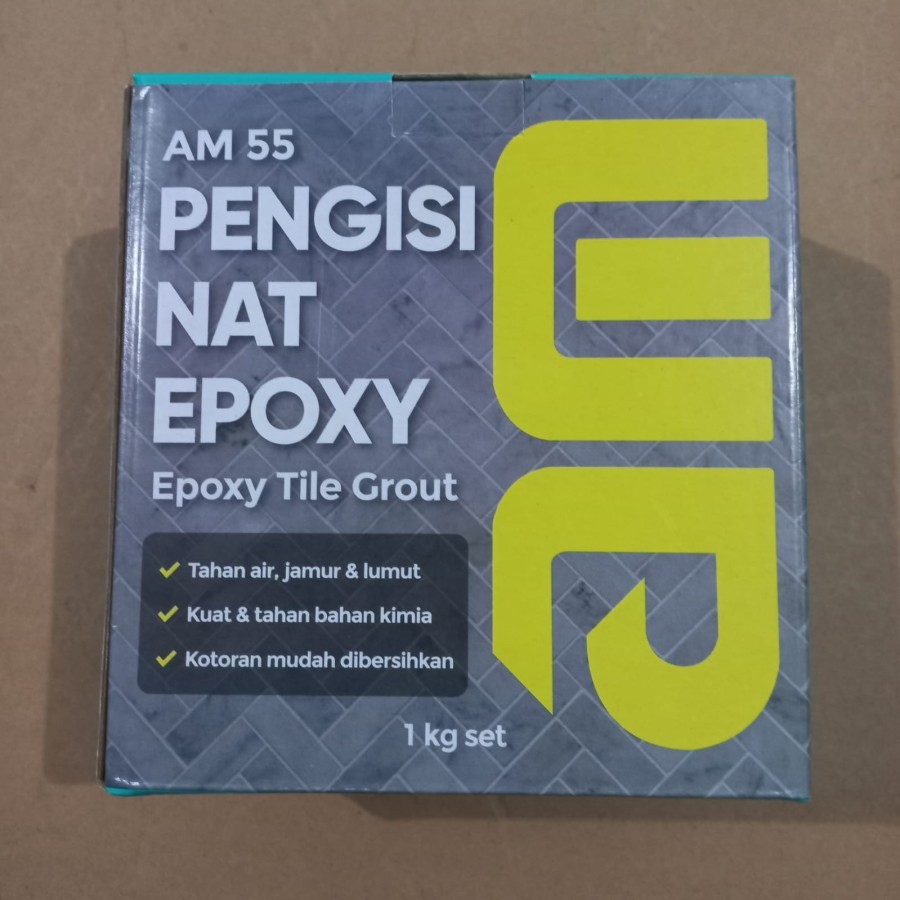 AM 55
PENGISI
NAT
EPOXY
Epoxy Tile Grout
Tahan air, jamur & lumut
Kuat & tahan bahan kimia
Kotoran mudah dibersihkan
1 kg set